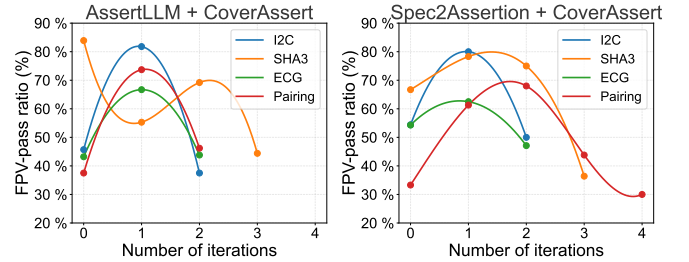 AssertLLM + CoverAssert
FPV-pass ratio (%)
90 %
80 %
70 %
60 %
50 %
40 %
30 %
20 %
I2C
SHA3
ECG
Pairing
0 1 2 3 4
Number of iterations
Spec2Assertion + CoverAssert
FPV-pass ratio (%)
90 %
80 %
70 %
60 %
50 %
40 %
30 %
20 %
I2C
SHA3
ECG
Pairing
0 1 2 3 4
Number of iterations